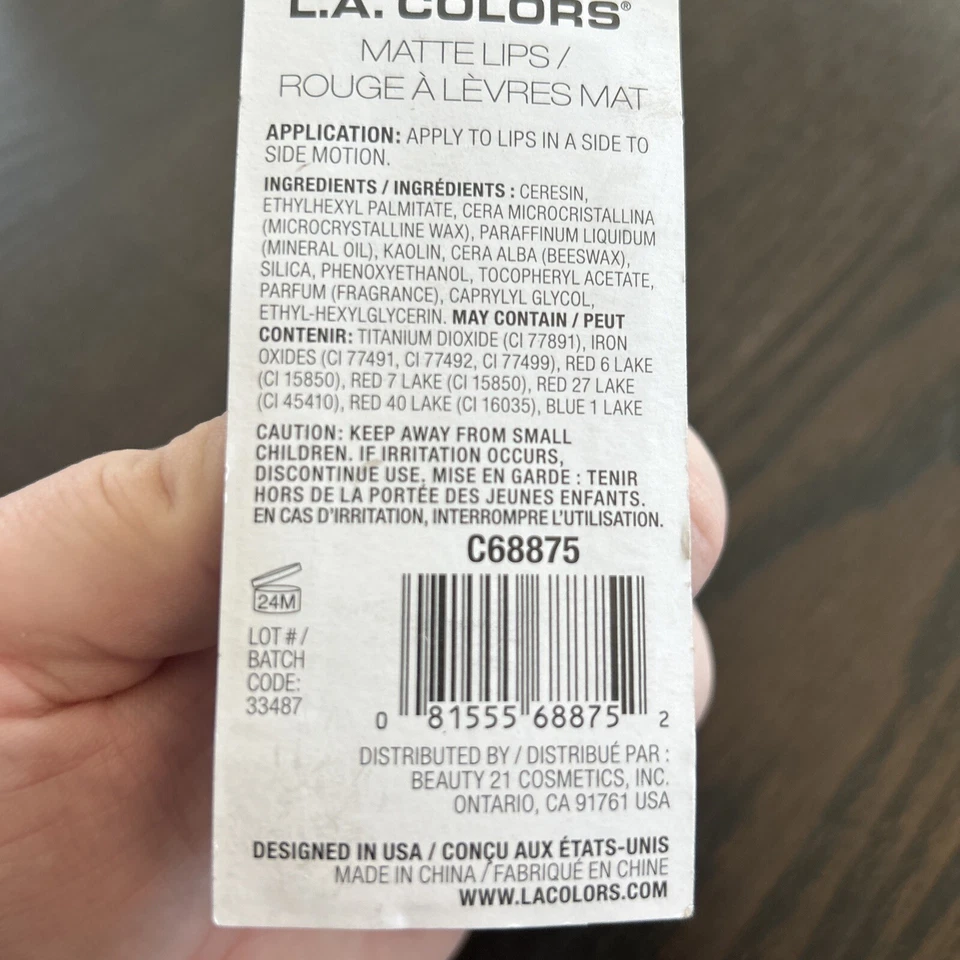 L.A. COLORS®
MATTE LIPS /
ROUGE À LÈVRES MAT
APPLICATION: APPLY TO LIPS IN A SIDE TO
SIDE MOTION.
INGREDIENTS / INGRÉDIENTS : CERESIN,
ETHYLHEXYL PALMITATE, CERA MICROCRISTALLINA
(MICROCRYSTALLINE WAX), PARAFFINUM LIQUIDUM
(MINERAL OIL), KAOLIN, CERA ALBA (BEESWAX),
SILICA, PHENOXYETHANOL, TOCOPHERYL ACETATE,
PARFUM (FRAGRANCE), CAPRYLYL GLYCOL,
ETHYL-HEXYLGLYCERIN. MAY CONTAIN / PEUT
CONTENIR: TITANIUM DIOXIDE (CI 77891), IRON
OXIDES (CI 77491, CI 77492, CI 77499), RED 6 LAKE
(CI 15850), RED 7 LAKE (CI 15850), RED 27 LAKE
(CI 45410), RED 40 LAKE (CI 16035), BLUE 1 LAKE
CAUTION: KEEP AWAY FROM SMALL
CHILDREN. IF IRRITATION OCCURS,
DISCONTINUE USE. MISE EN GARDE : TENIR
HORS DE LA PORTÉE DES JEUNES ENFANTS.
EN CAS D'IRRITATION, INTERROMPRE L'UTILISATION.
C68875
24M
LOT # /
BATCH
CODE:
33487
0 81555 68875 2
DISTRIBUTED BY / DISTRIBUÉ PAR :
BEAUTY 21 COSMETICS, INC.
ONTARIO, CA 91761 USA
DESIGNED IN USA / CONÇU AUX ÉTATS-UNIS
MADE IN CHINA / FABRIQUÉ EN CHINE
WWW.LACOLORS.COM